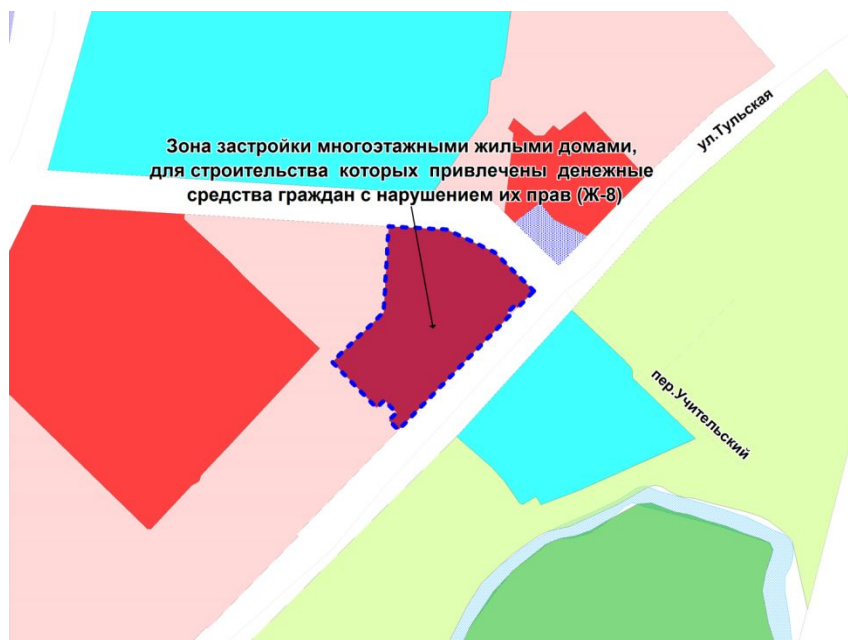 ул.Тульская
Зона застройки многоэтажными жилыми домами,
для строительства которых привлечены денежные
средства граждан с нарушением их прав (Ж-8)
пер.Учительский